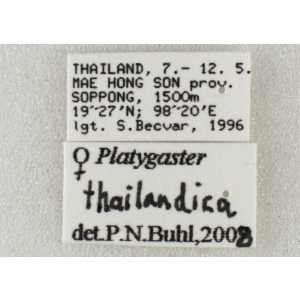 THAILAND, 7.- 12. 5.
MAE HONG SON prov.
SOPPONG, 1500m
19~27'N; 98~20'E
lgt. S.Becvar, 1996
♀ Platygaster
thailandica
det.P.N.Buhl,2008